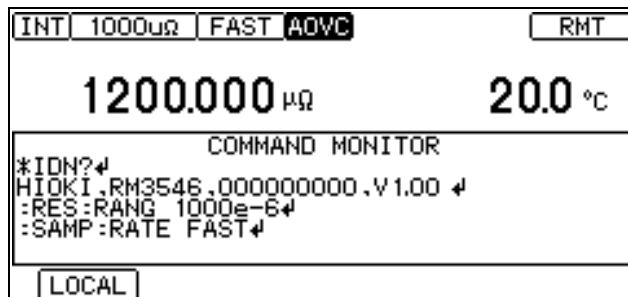 INT 1000uΩ FAST AOVC RMT
1200.000 μΩ 20.0 °C
COMMAND MONITOR
*IDN?↲
HIOKI,RM3546,000000000,V1.00 ↲
:RES:RANG 1000e-6↲
:SAMP:RATE FAST↲
LOCAL